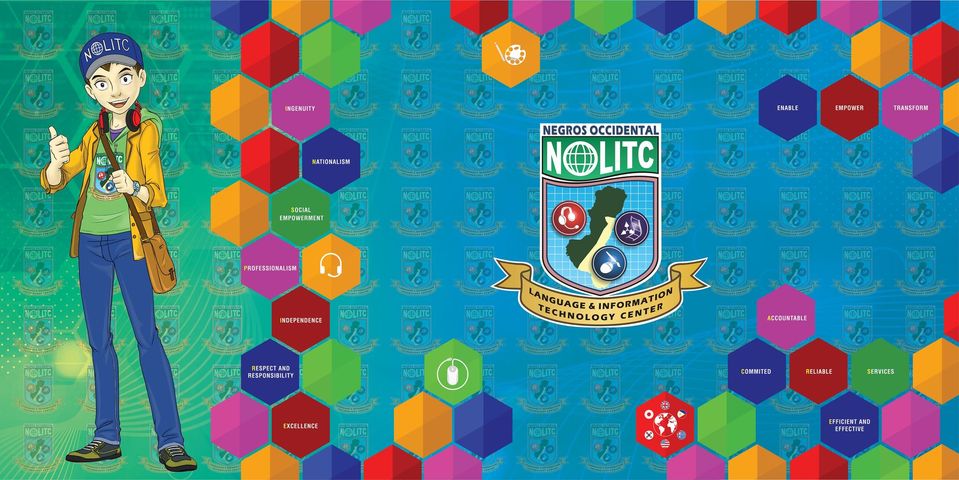 NOLITC
NOLITC
INGENUITY
NATIONALISM
SOCIAL
EMPOWERMENT
PROFESSIONALISM
INDEPENDENCE
RESPECT AND
RESPONSIBILITY
EXCELLENCE
NEGROS OCCIDENTAL
NOLITC
LANGUAGE & INFORMATION
TECHNOLOGY CENTER
ENABLE
EMPOWER
TRANSFORM
ACCOUNTABLE
COMMITED
RELIABLE
SERVICES
EFFICIENT AND
EFFECTIVE